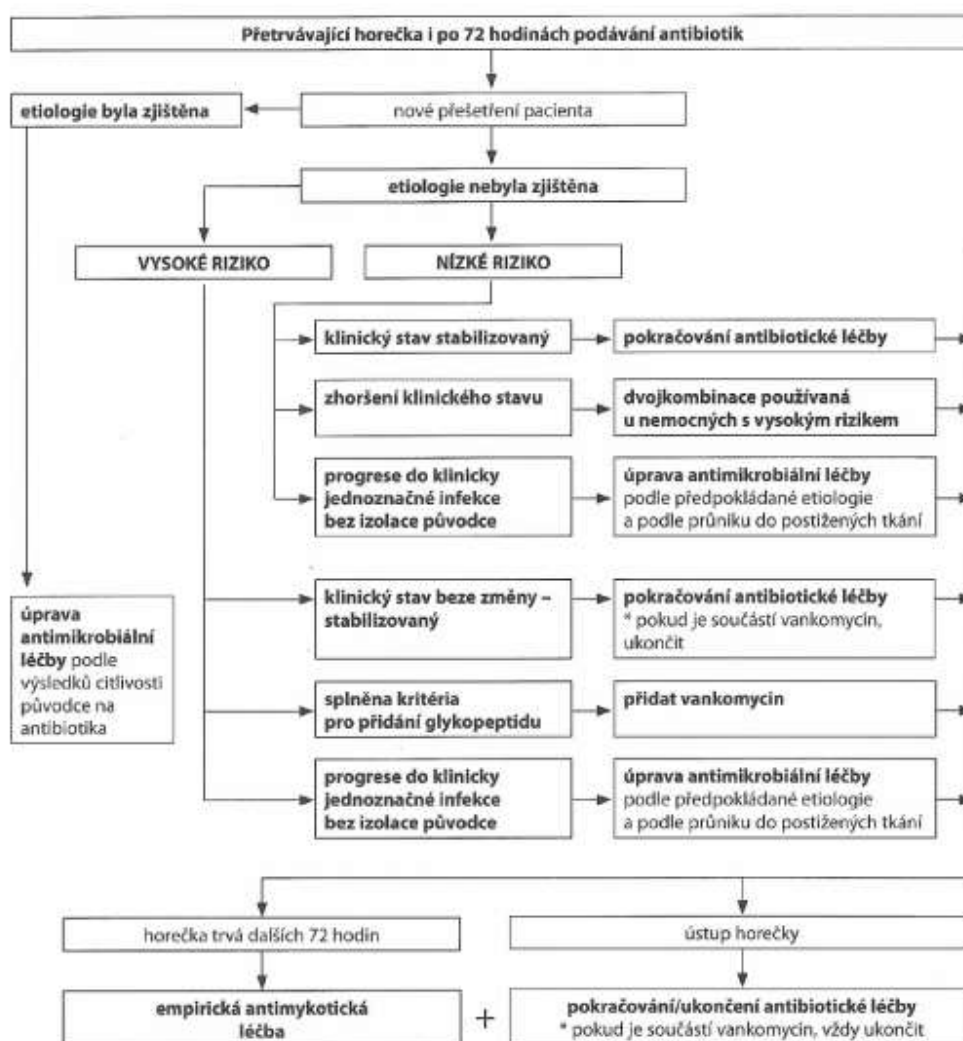 Přetrvávající horečka i po 72 hodinách podávání antibiotik
etiologie byla zjištěna
nové přešetření pacienta
etiologie nebyla zjištěna
VYSOKÉ RIZIKO
NÍZKÉ RIZIKO
klinický stav stabilizovaný
pokračování antibiotické léčby
zhoršení klinického stavu
dvojkombinace používaná
u nemocných s vysokým rizikem
progrese do klinicky
jednoznačné infekce
bez izolace původce
úprava antimikrobiální léčby
podle předpokládané etiologie
a podle průniku do postižených tkání
úprava
antimikrobiální
léčby podle
výsledků citlivosti
původce na
antibiotika
klinický stav beze změny –
stabilizovaný
pokračování antibiotické léčby
* pokud je součástí vankomycin,
ukončit
splněna kritéria
pro přidání glykopeptidu
přidat vankomycin
progrese do klinicky
jednoznačné infekce
bez izolace původce
úprava antimikrobiální léčby
podle předpokládané etiologie
a podle průniku do postižených tkání
horečka trvá dalších 72 hodin
ústup horečky
empirická antimykotická
léčba
+
pokračování/ukončení antibiotické léčby
* pokud je součástí vankomycin, vždy ukončit